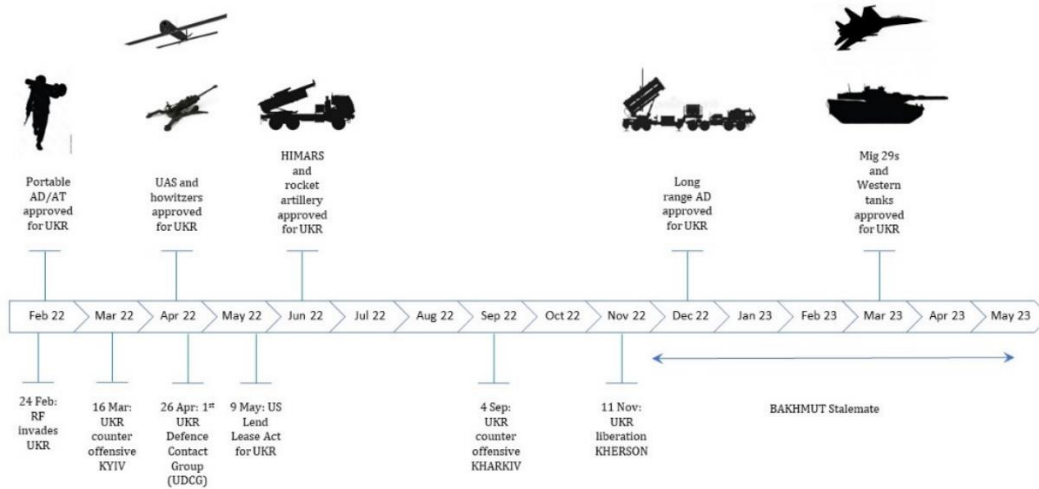 Portable
AD/AT
approved
for UKR
UAS and
howitzers
approved
for UKR
HIMARS
and
rocket
artillery
approved
for UKR
Long
range AD
approved
for UKR
Mig 29s
and
Western
tanks
approved
for UKR
Feb 22
Mar 22
Apr 22
May 22
Jun 22
Jul 22
Aug 22
Sep 22
Oct 22
Nov 22
Dec 22
Jan 23
Feb 23
Mar 23
Apr 23
May 23
24 Feb:
RF
invades
UKR
16 Mar:
UKR
counter
offensive
KYIV
26 Apr: 1st
UKR
Defence
Contact
Group
(UDCG)
9 May: US
Lend
Lease Act
for UKR
4 Sep:
UKR
counter
offensive
KHARKIV
11 Nov:
UKR
liberation
KHERSON
BAKHMUT Stalemate